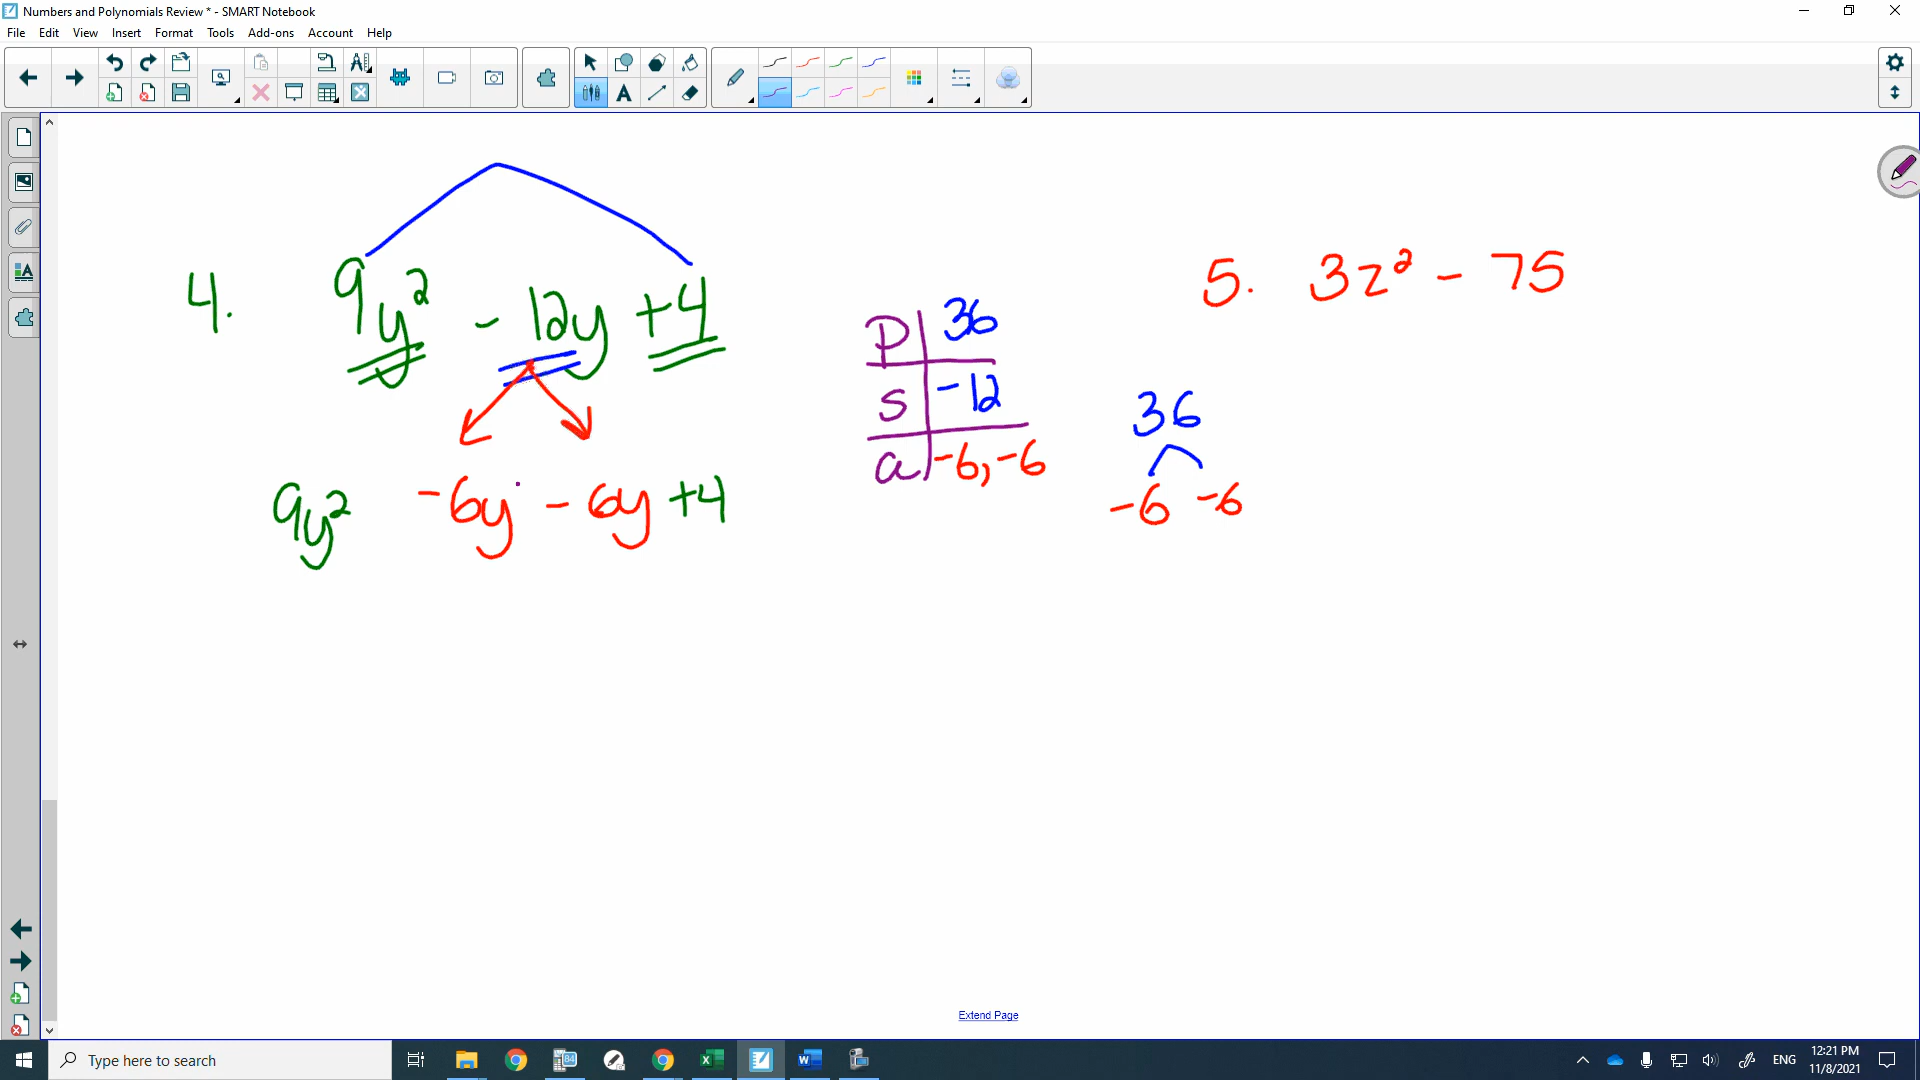 Numbers and Polynomials Review * - SMART Notebook
File Edit View Insert Format Tools Add-ons Account Help
4. 9y² - 12y + 4
P 36
S -12
a -6, -6
36
-6 -6
9y² - 6y - 6y + 4
5. 3z² - 75
Extend Page
Type here to search
84
ENG
12:21 PM
11/8/2021